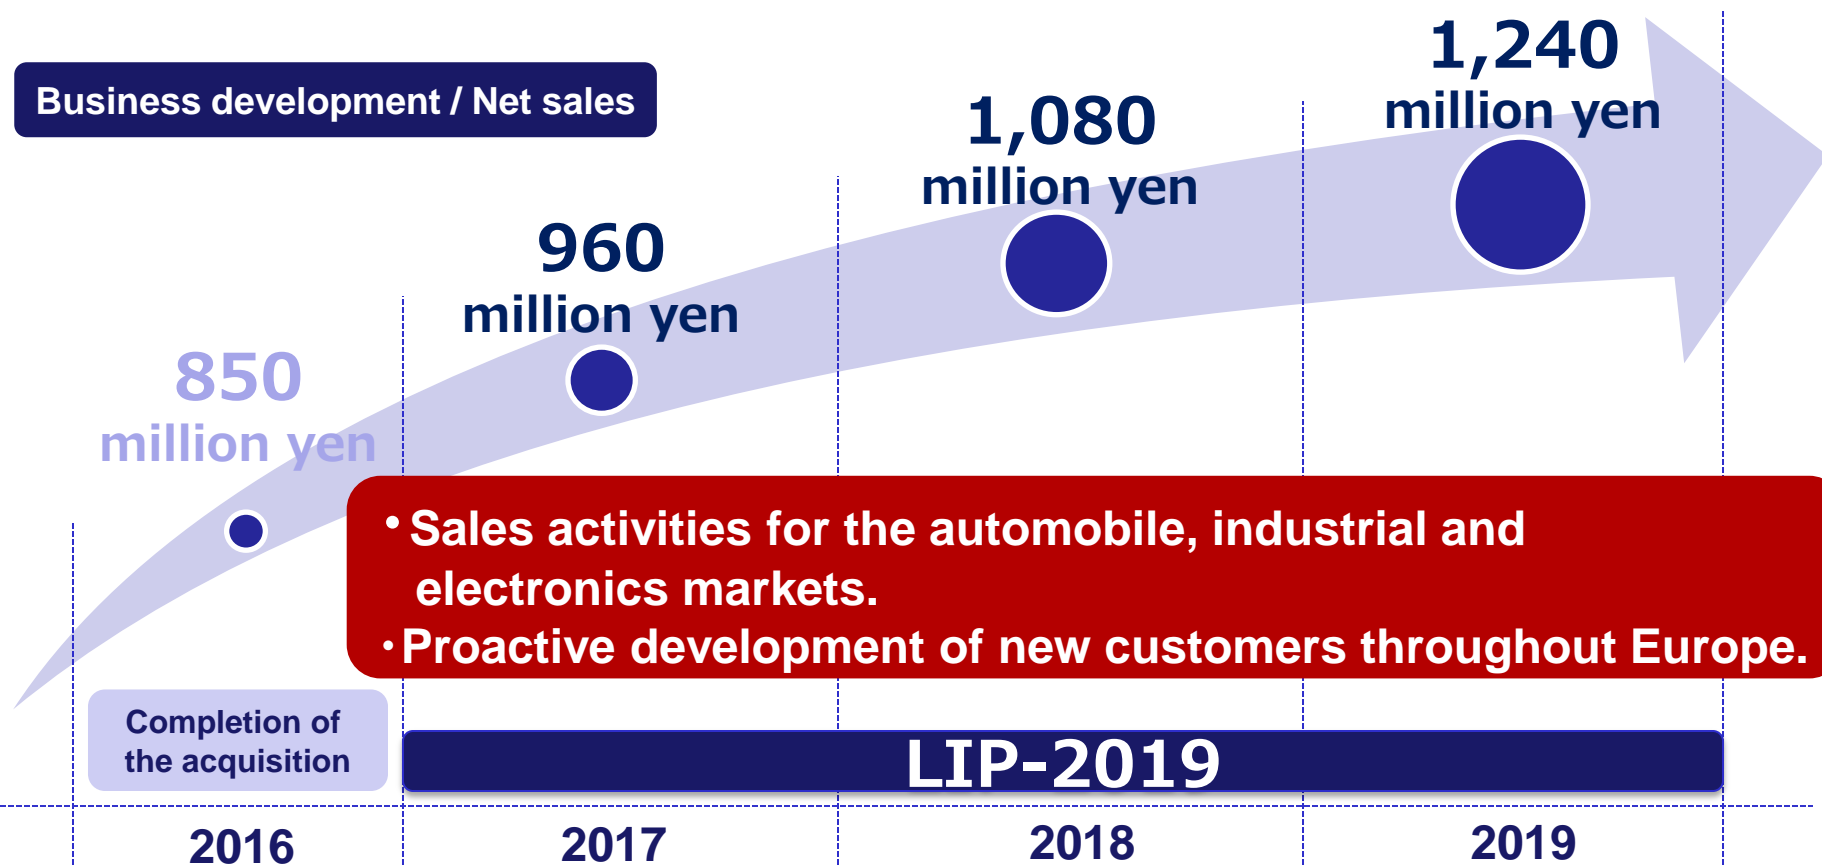 Business development / Net sales
1,240
million yen
1,080
million yen
960
million yen
850
million yen
• Sales activities for the automobile, industrial and
electronics markets.
• Proactive development of new customers throughout Europe.
Completion of
the acquisition
LIP-2019
2016
2017
2018
2019